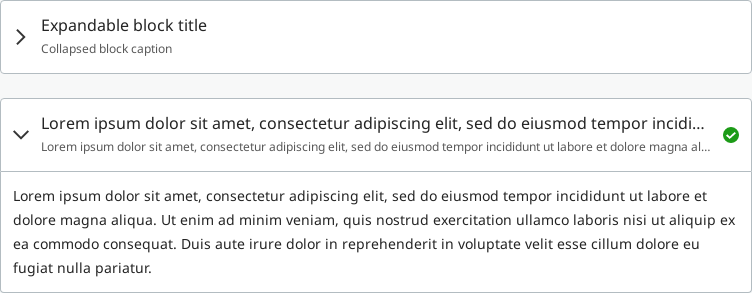 Expandable block title
Collapsed block caption
Lorem ipsum dolor sit amet, consectetur adipiscing elit, sed do eiusmod tempor incidi...
Lorem ipsum dolor sit amet, consectetur adipiscing elit, sed do eiusmod tempor incididunt ut labore et dolore magna al...
Lorem ipsum dolor sit amet, consectetur adipiscing elit, sed do eiusmod tempor incididunt ut labore et
dolore magna aliqua. Ut enim ad minim veniam, quis nostrud exercitation ullamco laboris nisi ut aliquip ex
ea commodo consequat. Duis aute irure dolor in reprehenderit in voluptate velit esse cillum dolore eu
fugiat nulla pariatur.